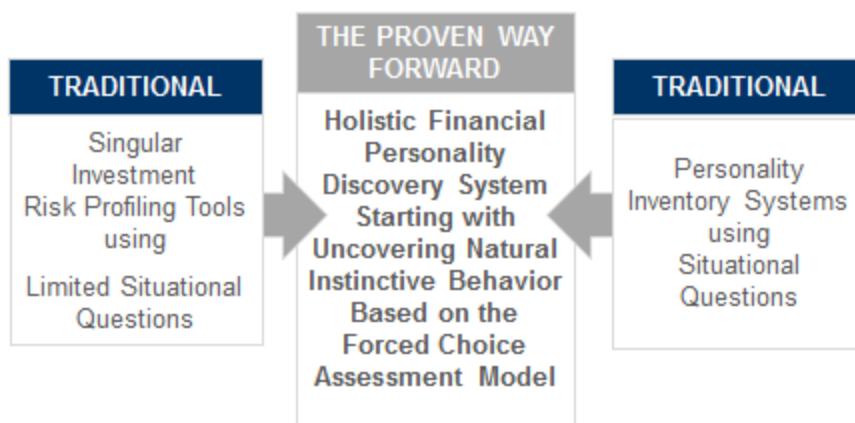 TRADITIONAL
Singular
Investment
Risk Profiling Tools
using
Limited Situational
Questions
THE PROVEN WAY
FORWARD
Holistic Financial
Personality
Discovery System
Starting with
Uncovering Natural
Instinctive Behavior
Based on the
Forced Choice
Assessment Model
TRADITIONAL
Personality
Inventory Systems
using
Situational
Questions